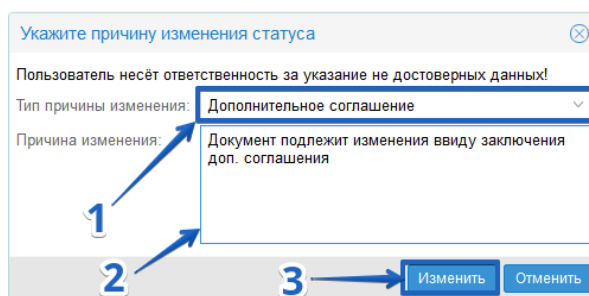 Укажите причину изменения статуса
Пользователь несёт ответственность за указание не достоверных данных!
Тип причины изменения: Дополнительное соглашение
Причина изменения: Документ подлежит изменения ввиду заключения
доп. соглашения
1
2
3
Изменить Отменить